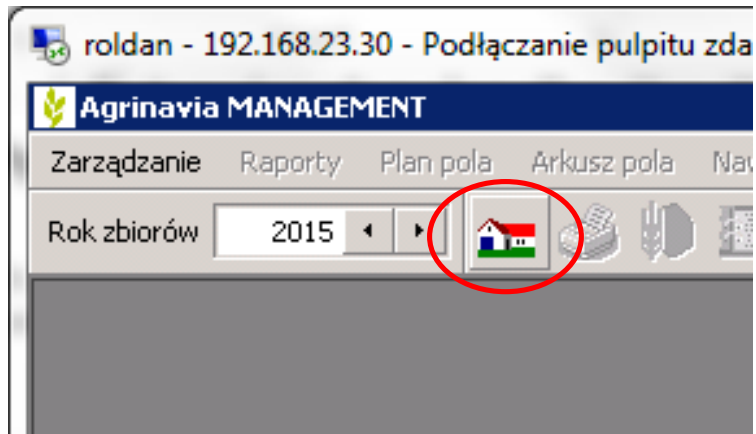 roldan - 192.168.23.30 - Podłączanie pulpitu zda
Agrinavia MANAGEMENT
Zarządzanie Raporty Plan pola Arkusz pola Naw
Rok zbiorów 2015